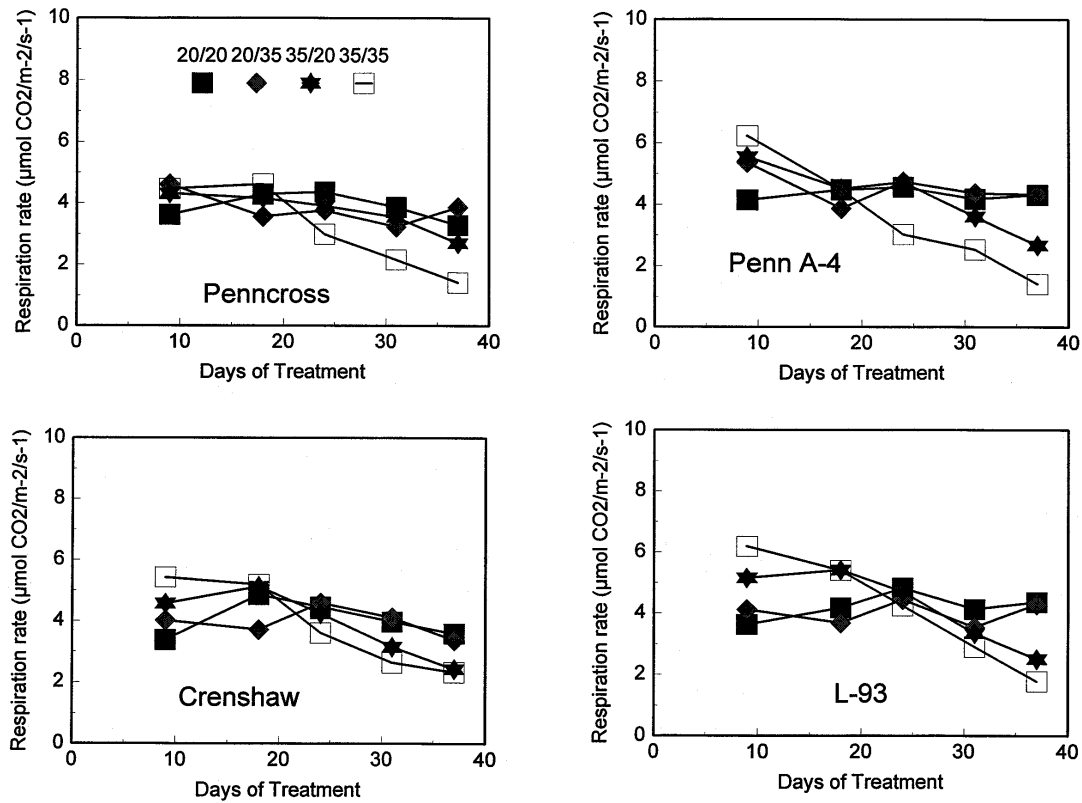 10
8
6
4
2
0
0 10 20 30 40
Respiration rate (µmol CO2/m-2/s-1)
20/20 20/35 35/20 35/35
Penncross
Days of Treatment
10
8
6
4
2
0
0 10 20 30 40
Respiration rate (µmol CO2/m-2/s-1)
Penn A-4
Days of Treatment
10
8
6
4
2
0
0 10 20 30 40
Respiration rate (µmol CO2/m-2/s-1)
Crenshaw
Days of Treatment
10
8
6
4
2
0
0 10 20 30 40
Respiration rate (µmol CO2/m-2/s-1)
L-93
Days of Treatment